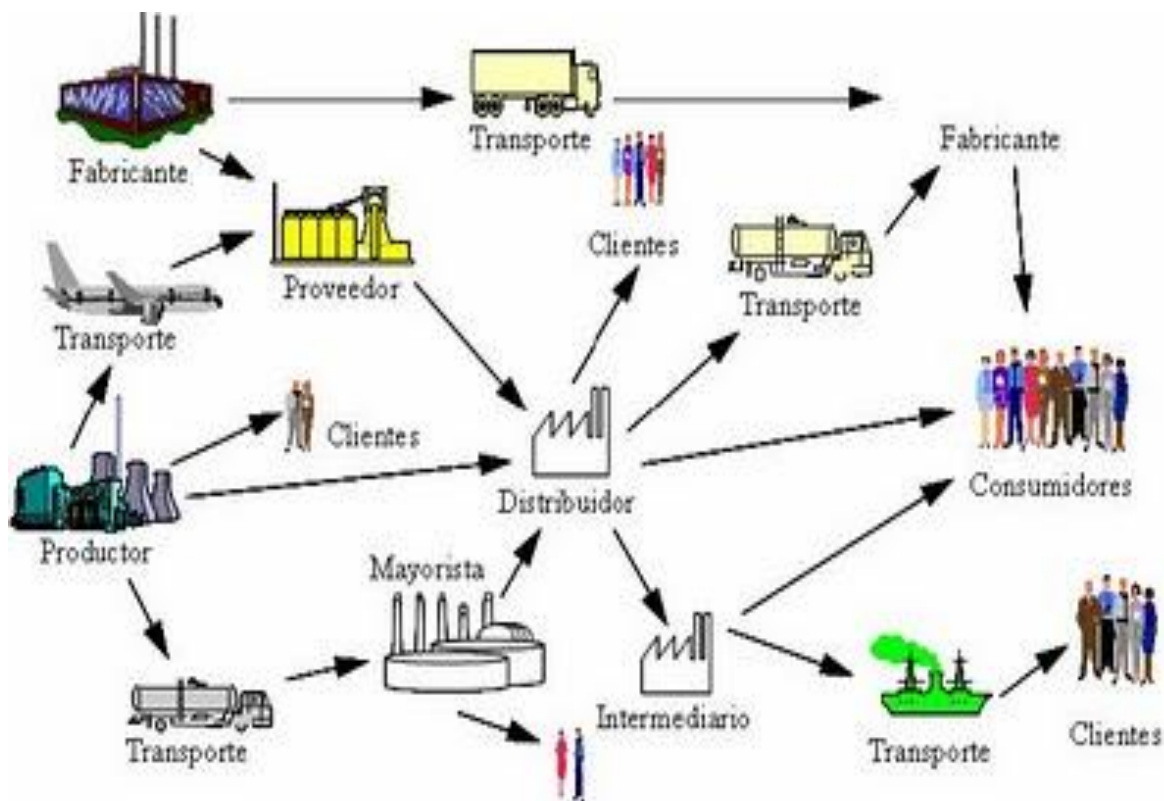 Transporte
Fabricante
Fabricante
Clientes
Proveedor
Transporte
Transporte
Clientes
Consumidores
Distribuidor
Productor
Mayorista
Intermediario
Transporte
Transporte
Clientes